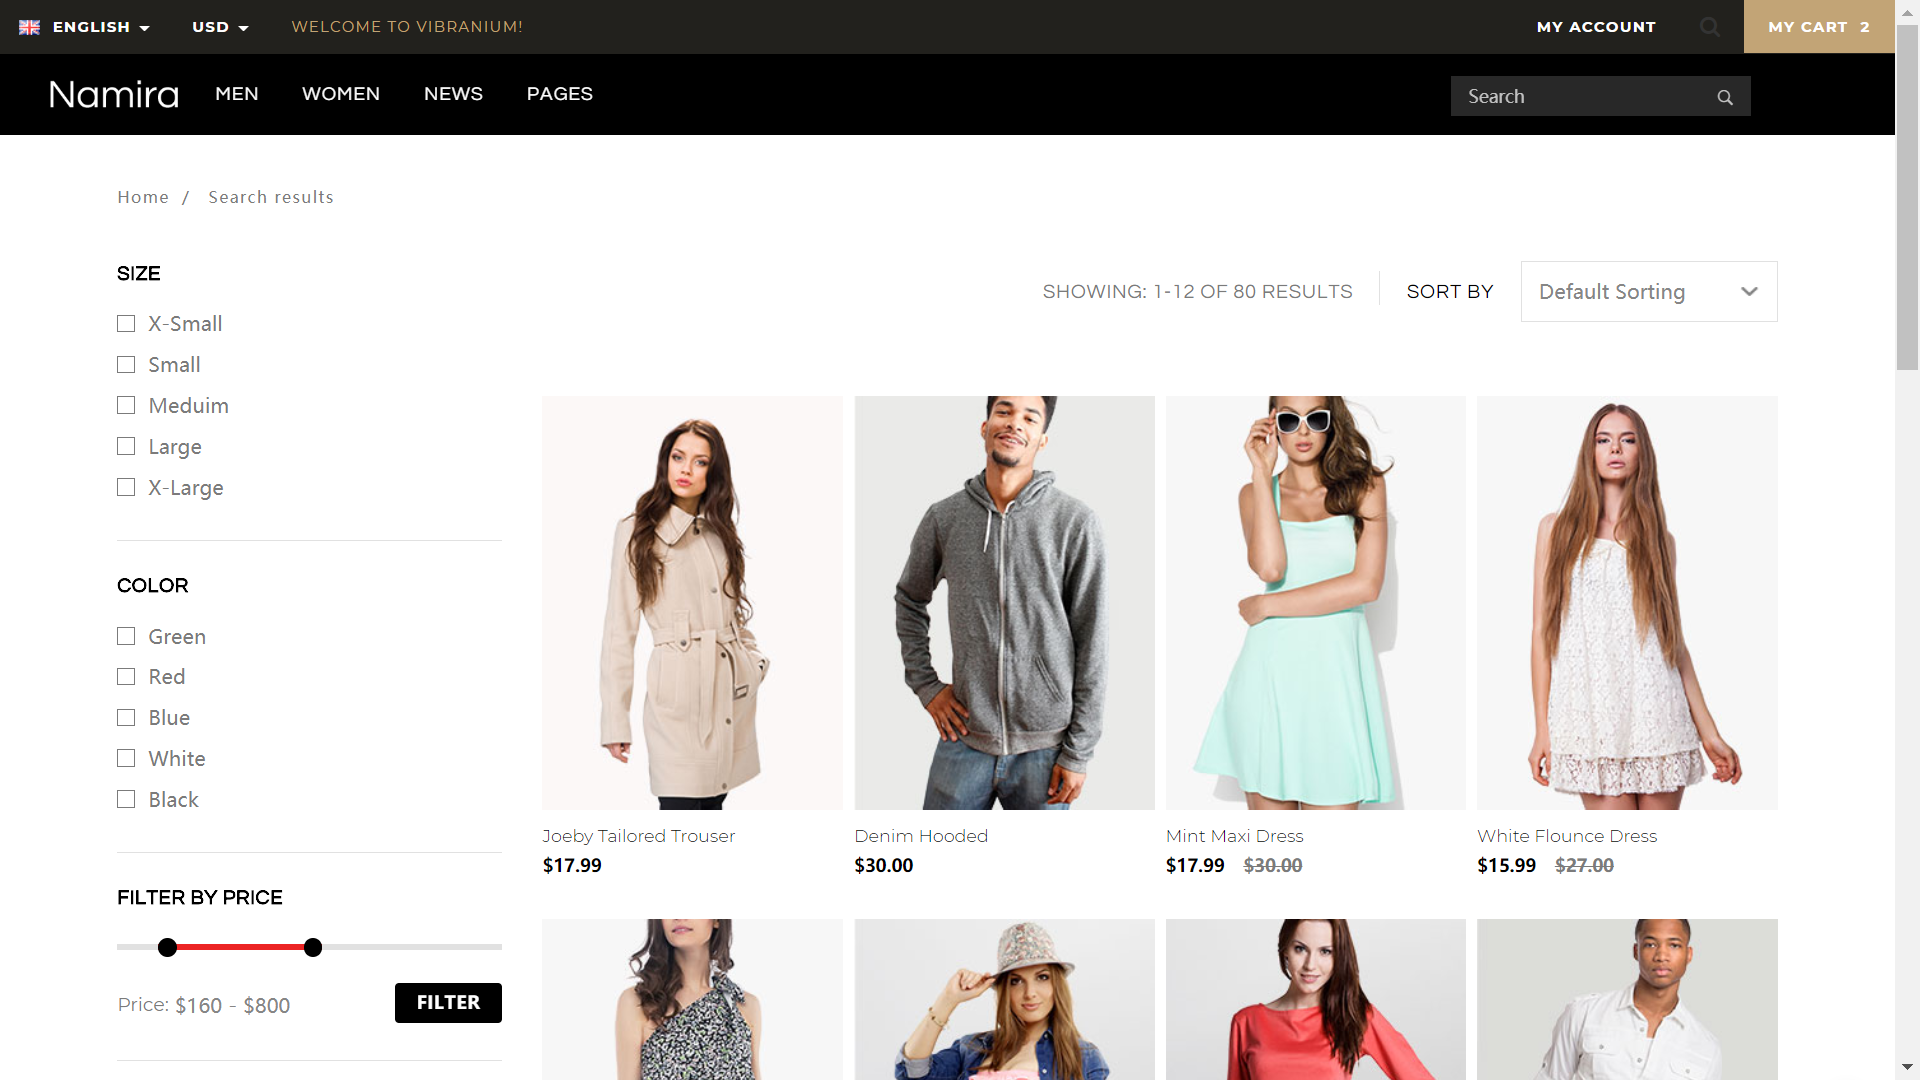 ENGLISH USD WELCOME TO VIBRANIUM! MY ACCOUNT MY CART 2
Namira MEN WOMEN NEWS PAGES Search
Home / Search results
SIZE
X-Small
Small
Meduim
Large
X-Large
COLOR
Green
Red
Blue
White
Black
FILTER BY PRICE
Price: $160 - $800 FILTER
SHOWING: 1-12 OF 80 RESULTS SORT BY Default Sorting
Joeby Tailored Trouser
$17.99
Denim Hooded
$30.00
Mint Maxi Dress
$17.99 $30.00
White Flounce Dress
$15.99 $27.00